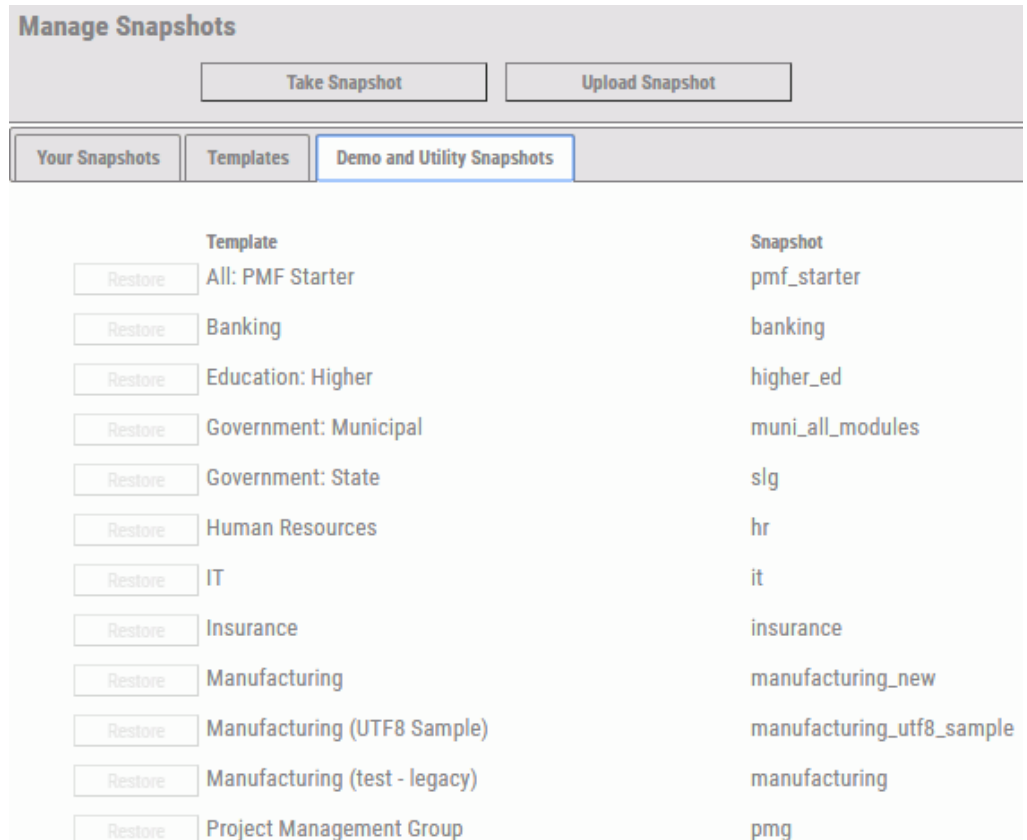 Manage Snapshots
Take Snapshot Upload Snapshot
Your Snapshots Templates Demo and Utility Snapshots
Template Snapshot
Restore All: PMF Starter pmf_starter
Restore Banking banking
Restore Education: Higher higher_ed
Restore Government: Municipal muni_all_modules
Restore Government: State slg
Restore Human Resources hr
Restore IT it
Restore Insurance insurance
Restore Manufacturing manufacturing_new
Restore Manufacturing (UTF8 Sample) manufacturing_utf8_sample
Restore Manufacturing (test - legacy) manufacturing
Restore Project Management Group pmg